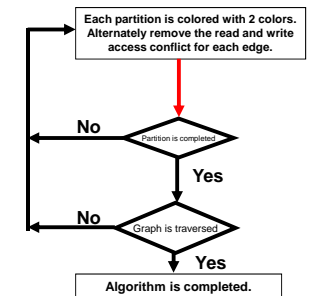 Each partition is colored with 2 colors.
Alternately remove the read and write
access conflict for each edge.
No
Partition is completed
Yes
No
Graph is traversed
Yes
Algorithm is completed.